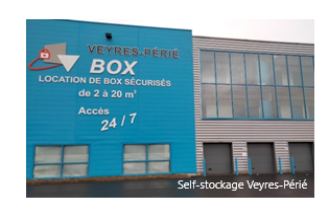 VEYRES-PÉRIÉ
BOX
LOCATION DE BOX SÉCURISÉS
de 2 à 20 m²
Accès
24 / 7
Self-stockage Veyres-Périé